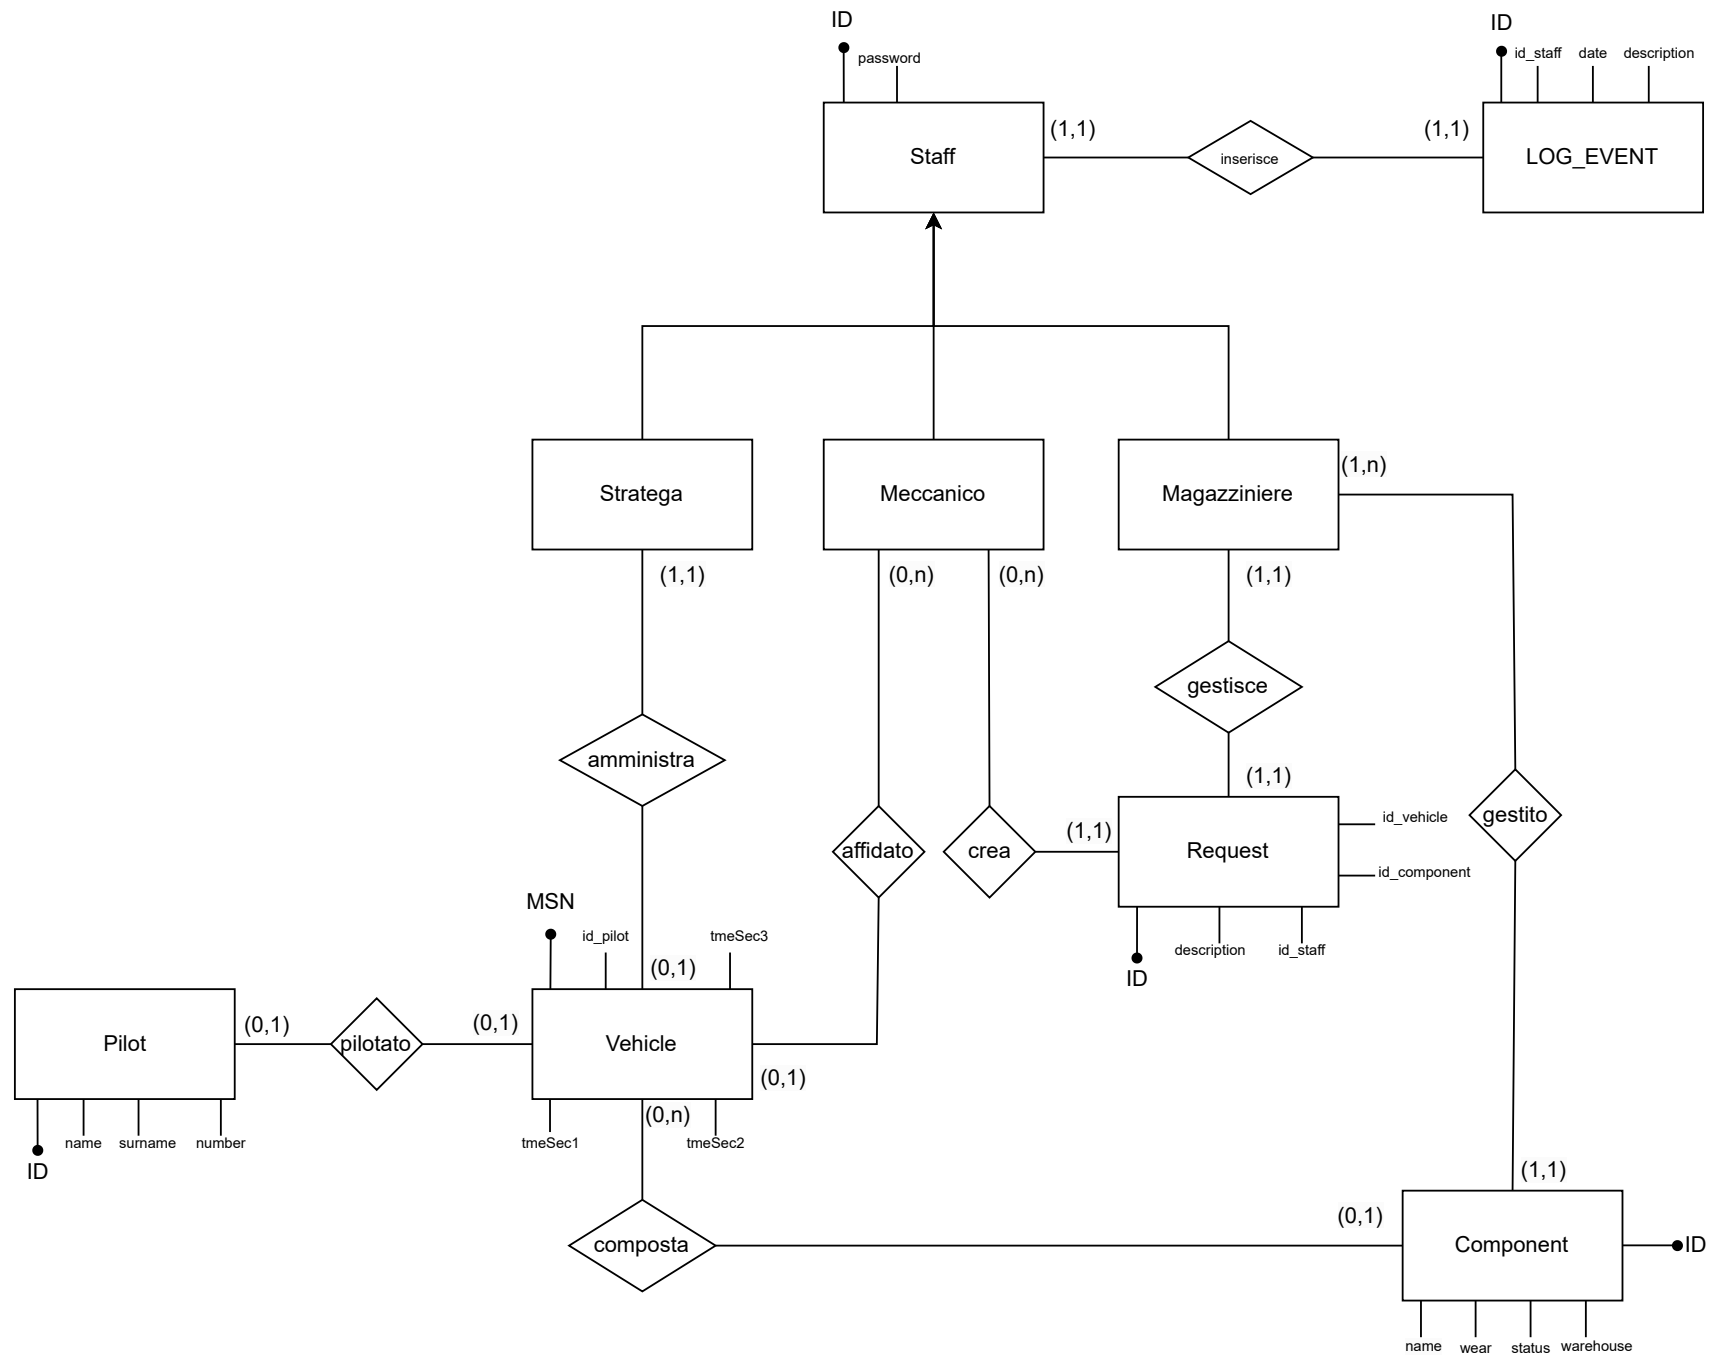 ID
ID
password
id_staff
date
description
Staff
(1,1)
inserisce
(1,1)
LOG_EVENT
Stratega
Meccanico
Magazziniere
(1,n)
(1,1)
(0,n)
(0,n)
(1,1)
gestisce
amministra
(1,1)
affidato
crea
(1,1)
Request
id_vehicle
id_component
gestito
MSN
id_pilot
tmeSec3
description
id_staff
ID
(0,1)
Pilot
(0,1)
pilotato
(0,1)
Vehicle
(0,1)
(0,n)
name
surname
number
ID
tmeSec1
tmeSec2
(1,1)
composta
(0,1)
Component
ID
name
wear
status
warehouse